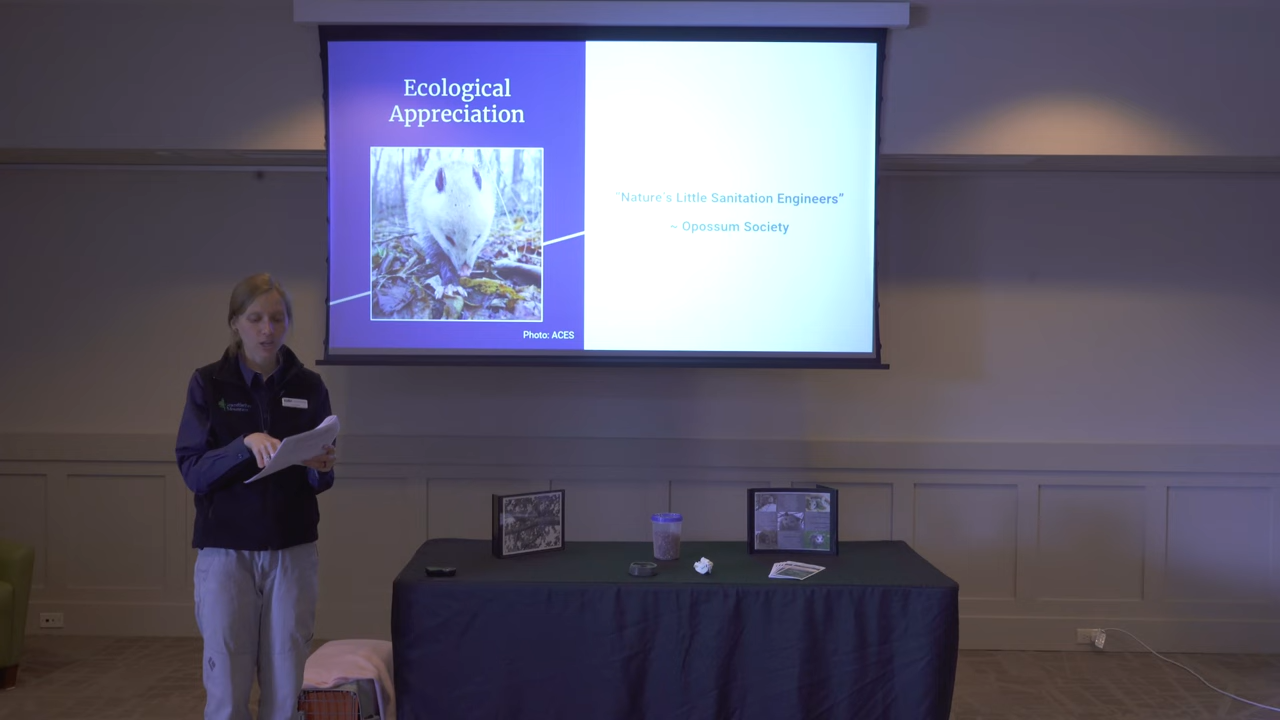 Ecological
Appreciation
Photo: ACES
"Nature's Little Sanitation Engineers"
~ Opossum Society